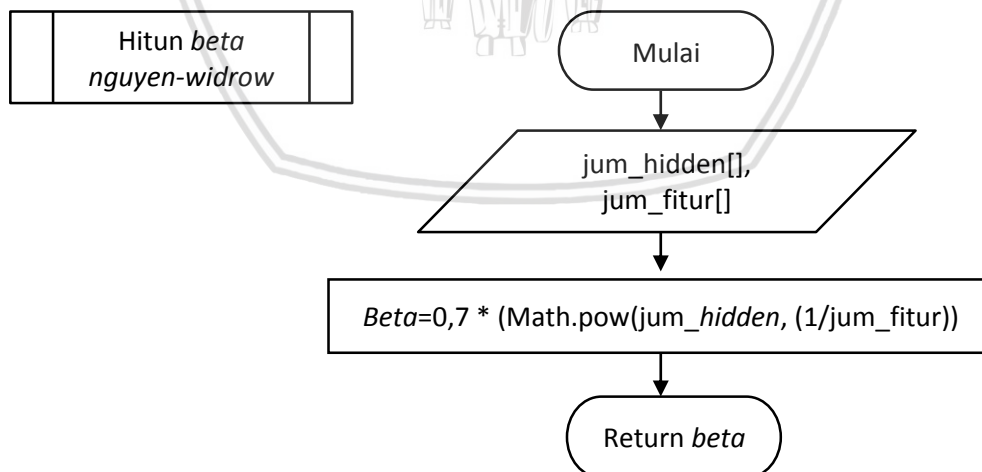 Hitun beta
nguyen-widrow
Mulai
jum_hidden[],
jum_fitur[]
Beta=0,7 * (Math.pow(jum_hidden, (1/jum_fitur))
Return beta